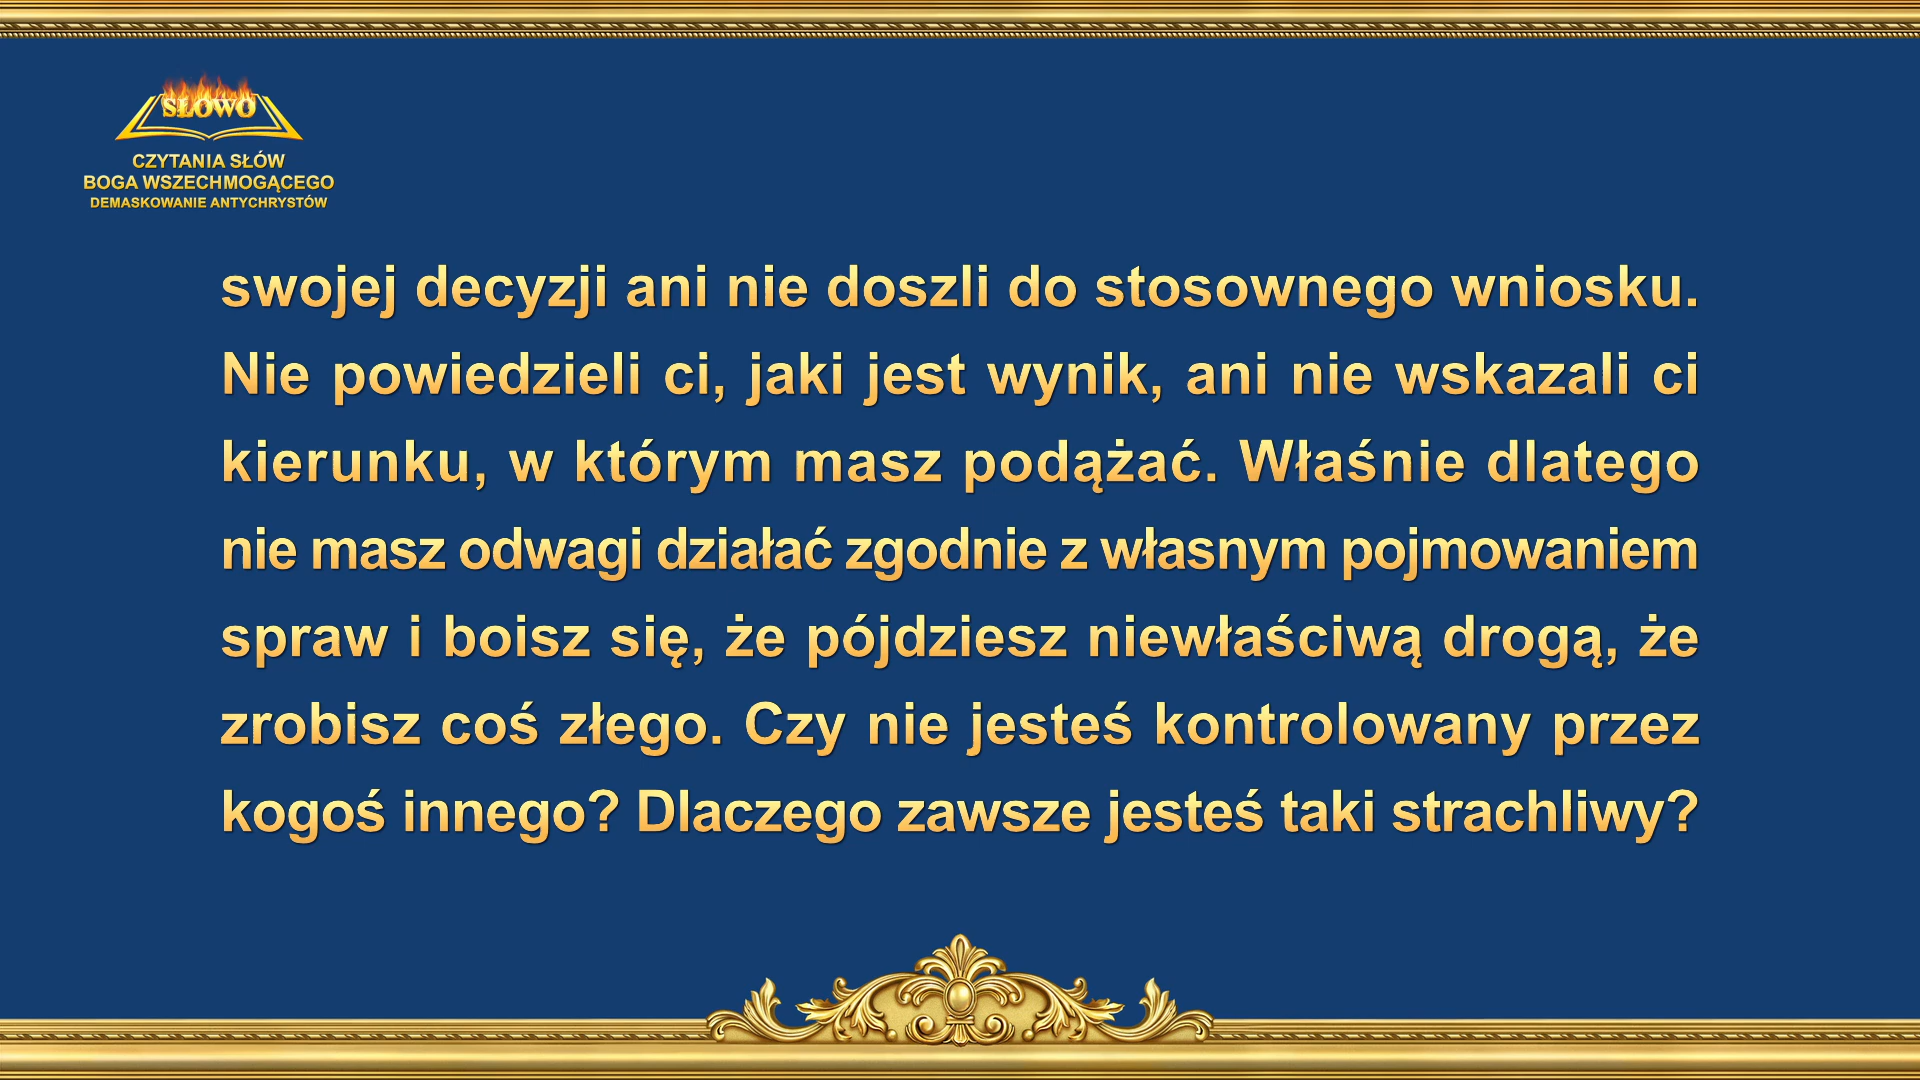 SŁOWO
CZYTANIA SŁÓW
BOGA WSZECHMOGĄCEGO
DEMASKOWANIE ANTYCHRYSTÓW
swojej decyzji ani nie doszli do stosownego wniosku.
Nie powiedzieli ci, jaki jest wynik, ani nie wskazali ci
kierunku, w którym masz podążać. Właśnie dlatego
nie masz odwagi działać zgodnie z własnym pojmowaniem
spraw i boisz się, że pójdziesz niewłaściwą drogą, że
zrobisz coś złego. Czy nie jesteś kontrolowany przez
kogoś innego? Dlaczego zawsze jesteś taki strachliwy?